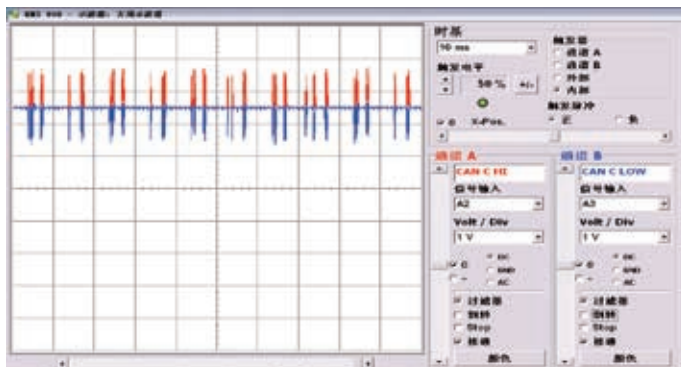 时基
10 ms
触发器
通道 A
通道 B
外部
内部
触发电平
50 %
+/-
触发脉冲
0 X-Pos.
正 负
通道 A
CAN C HI
信号输入
A2
Volt / Div
1 V
0
DC
GND
AC
过滤器
倒转
Stop
接通
颜色
通道 B
CAN C LOW
信号输入
A3
Volt / Div
1 V
0
DC
GND
AC
过滤器
倒转
Stop
接通
颜色